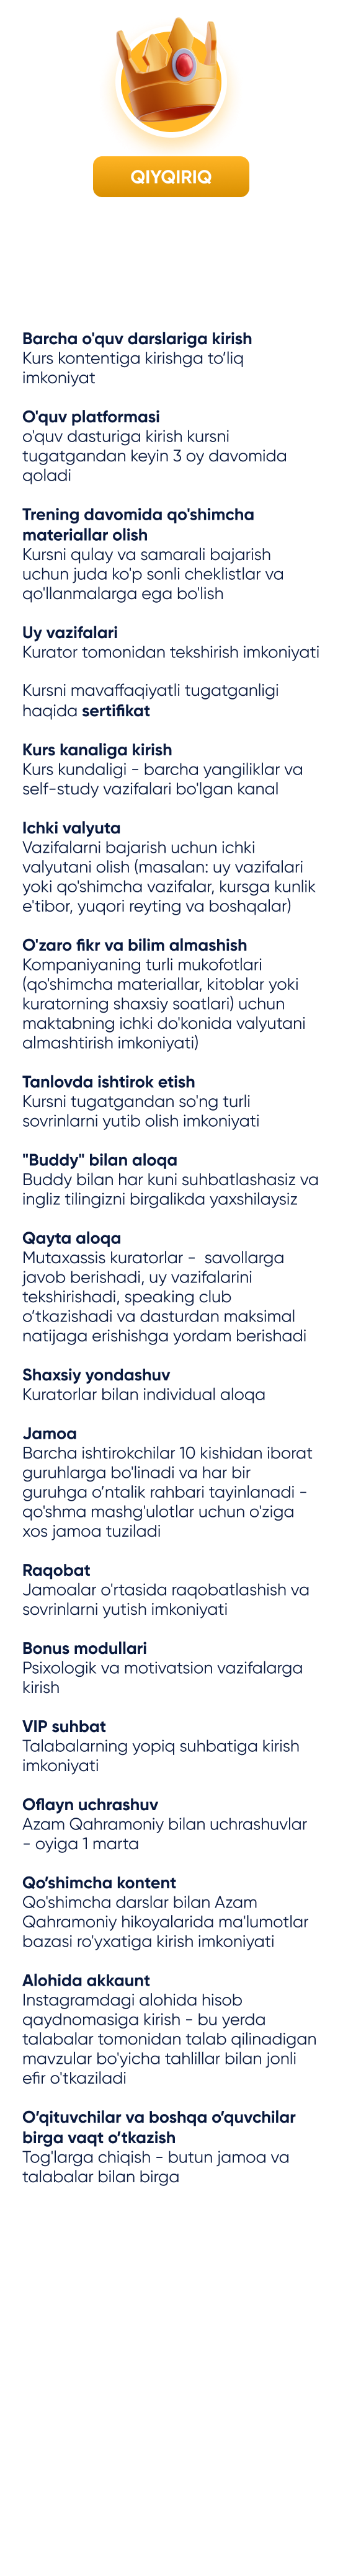 QIYQIRIQ
Barcha o'quv darslariga kirish
Kurs kontentiga kirishga to‘liq
imkoniyat
O'quv platformasi
o'quv dasturiga kirish kursni
tugatgandan keyin 3 oy davomida
qoladi
Trening davomida qo'shimcha
materiallar olish
Kursni qulay va samarali bajarish
uchun juda ko'p sonli cheklistlar va
qo'llanmalarga ega bo'lish
Uy vazifalari
Kurator tomonidan tekshirish imkoniyati
Kursni mavaffaqiyatli tugatganligi
haqida sertifikat
Kurs kanaliga kirish
Kurs kundaligi - barcha yangiliklar va
self-study vazifalari bo'lgan kanal
Ichki valyuta
Vazifalarni bajarish uchun ichki
valyutani olish (masalan: uy vazifalari
yoki qo'shimcha vazifalar, kursga kunlik
e'tibor, yuqori reyting va boshqalar)
O'zaro fikr va bilim almashish
Kompaniyaning turli mukofotlari
(qo'shimcha materiallar, kitoblar yoki
kuratorning shaxsiy soatlari) uchun
maktabning ichki do'konida valyutani
almashtirish imkoniyati)
Tanlovda ishtirok etish
Kursni tugatgandan so'ng turli
sovrinlarni yutib olish imkoniyati
"Buddy" bilan aloqa
Buddy bilan har kuni suhbatlashasiz va
ingliz tilingizni birgalikda yaxshilaysiz
Qayta aloqa
Mutaxassis kuratorlar -  savollarga
javob berishadi, uy vazifalarini
tekshirishadi, speaking club
o‘tkazishadi va dasturdan maksimal
natijaga erishishga yordam berishadi
Shaxsiy yondashuv
Kuratorlar bilan individual aloqa
Jamoa
Barcha ishtirokchilar 10 kishidan iborat
guruhlarga bo'linadi va har bir
guruhga o‘ntalik rahbari tayinlanadi -
qo'shma mashg'ulotlar uchun o'ziga
xos jamoa tuziladi
Raqobat
Jamoalar o'rtasida raqobatlashish va
sovrinlarni yutish imkoniyati
Bonus modullari
Psixologik va motivatsion vazifalarga
kirish
VIP suhbat
Talabalarning yopiq suhbatiga kirish
imkoniyati
Oflayn uchrashuv
Azam Qahramoniy bilan uchrashuvlar
- oyiga 1 marta
Qo‘shimcha kontent
Qo'shimcha darslar bilan Azam
Qahramoniy hikoyalarida ma'lumotlar
bazasi ro'yxatiga kirish imkoniyati
Alohida akkaunt
Instagramdagi alohida hisob
qaydnomasiga kirish - bu yerda
talabalar tomonidan talab qilinadigan
mavzular bo'yicha tahlillar bilan jonli
efir o'tkaziladi
O‘qituvchilar va boshqa o‘quvchilar
birga vaqt o‘tkazish
Tog'larga chiqish - butun jamoa va
talabalar bilan birga